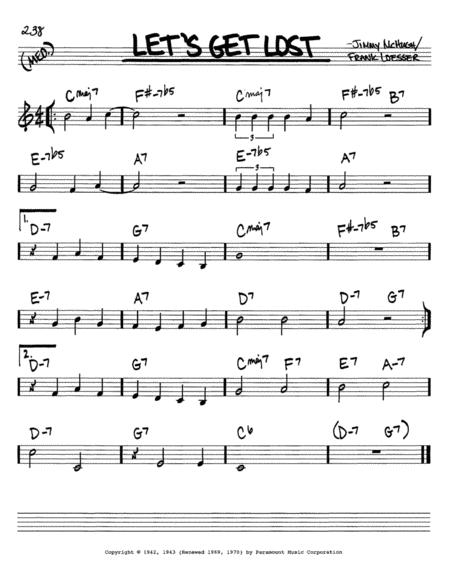 238
(MED.)
LET'S GET LOST
-JIMMY McHUGH/
FRANK LOESSER
Cmaj7 F#-7b5 Cmaj7 F#-7b5 B7
3 3
E-7b5 A7 E-7b5 A7
3
1.
D-7 G7 Cmaj7 F#-7b5 B7
E-7 A7 D7 D-7 G7
2.
D-7 G7 Cmaj7 F7 E7 A-7
D-7 G7 C6 (D-7 G7)
Copyright © 1942, 1943 (Renewed 1969, 1970) by Paramount Music Corporation